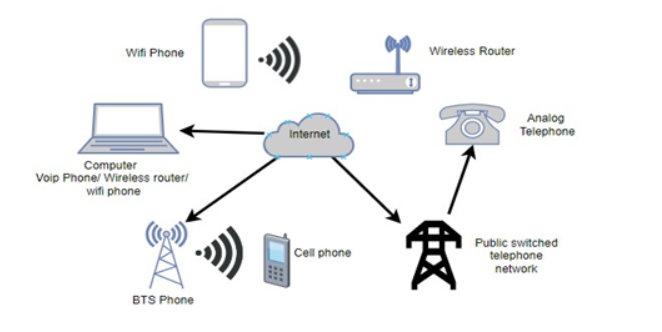 Wifi Phone
Wireless Router
Internet
Analog
Telephone
Computer
Voip Phone/ Wireless router/
wifi phone
Cell phone
Public switched
telephone
network
BTS Phone